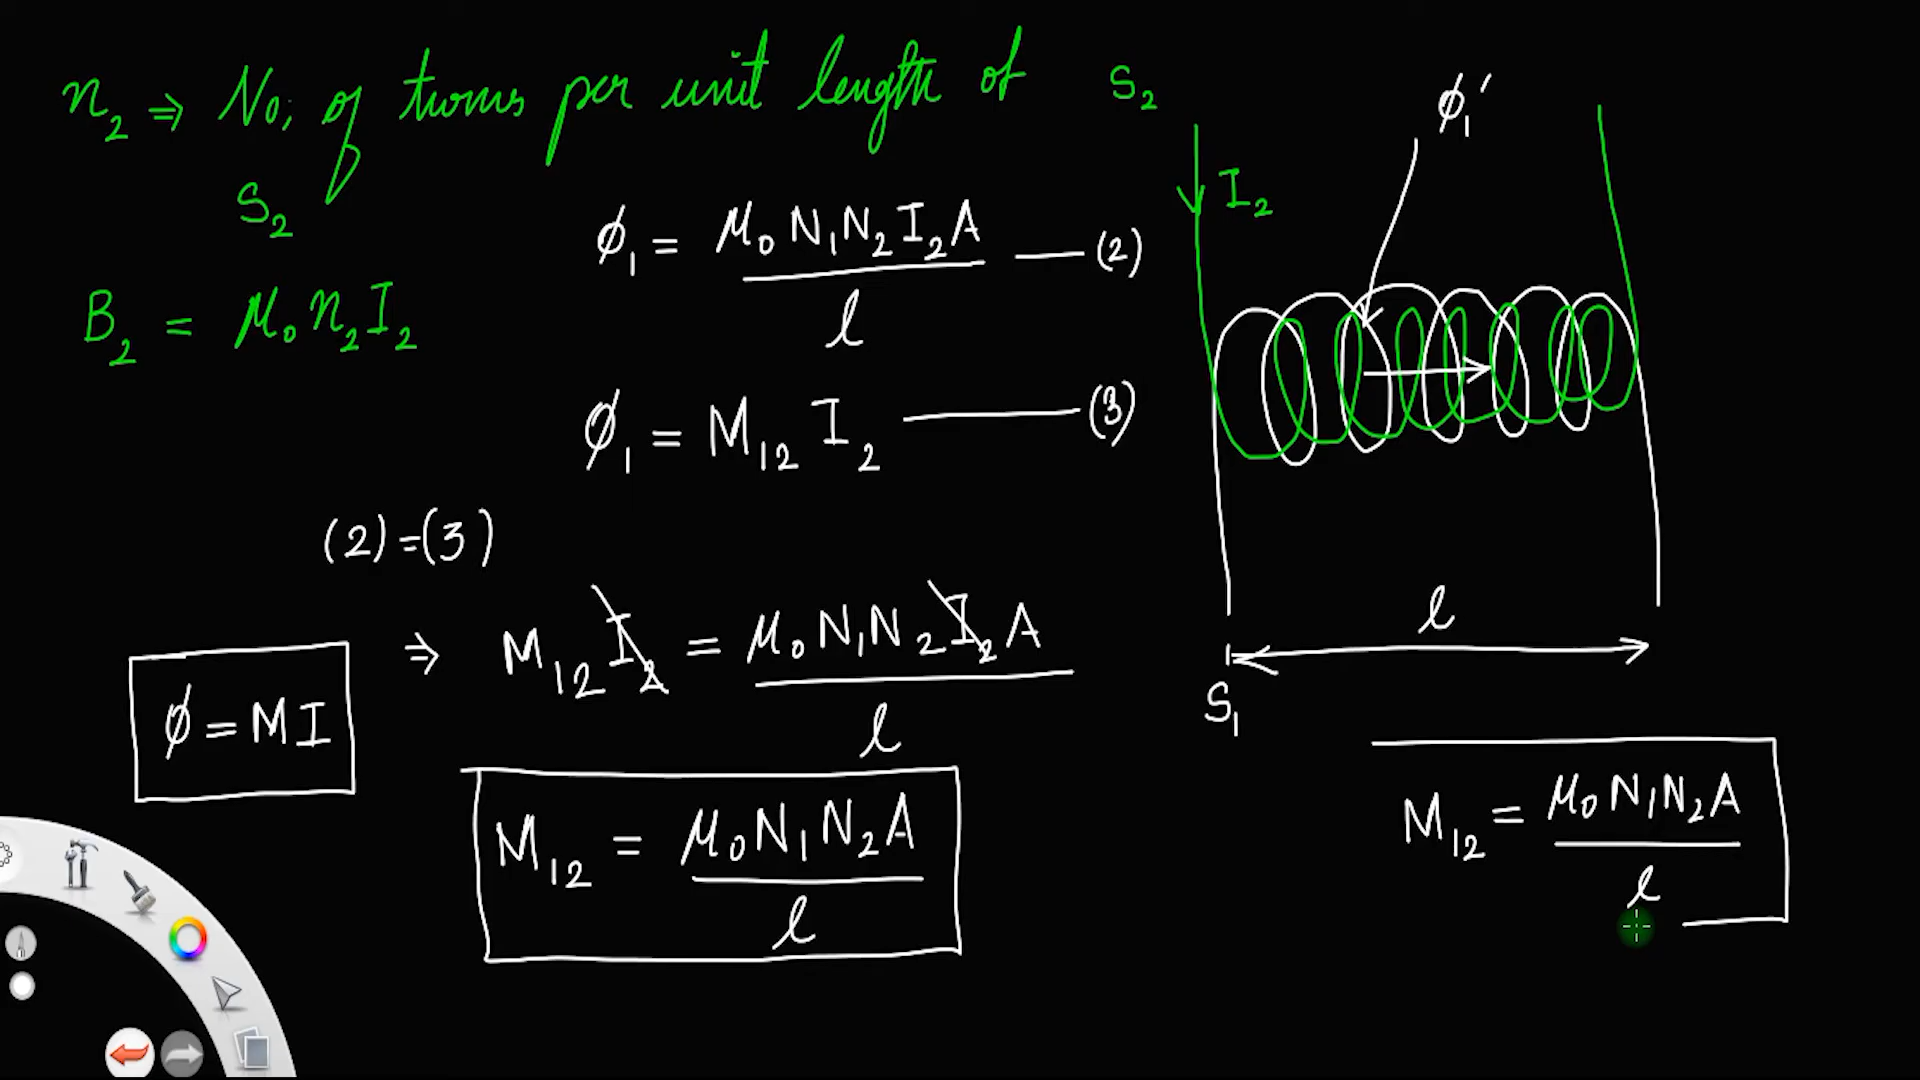 n₂ ⇒ No; of turns per unit length of
S₂
B₂ = μ₀n₂I₂
ϕ₁ = μ₀N₁N₂I₂A / l — (2)
ϕ₁ = M₁₂ I₂ — (3)
(2)=(3)
⇒ M₁₂I₂ = μ₀N₁N₂I₂A / l
ϕ=MI
M₁₂ = μ₀N₁N₂A / l
S₂
ϕ₁′
I₂
l
S₁
M₁₂ = μ₀N₁N₂A / l